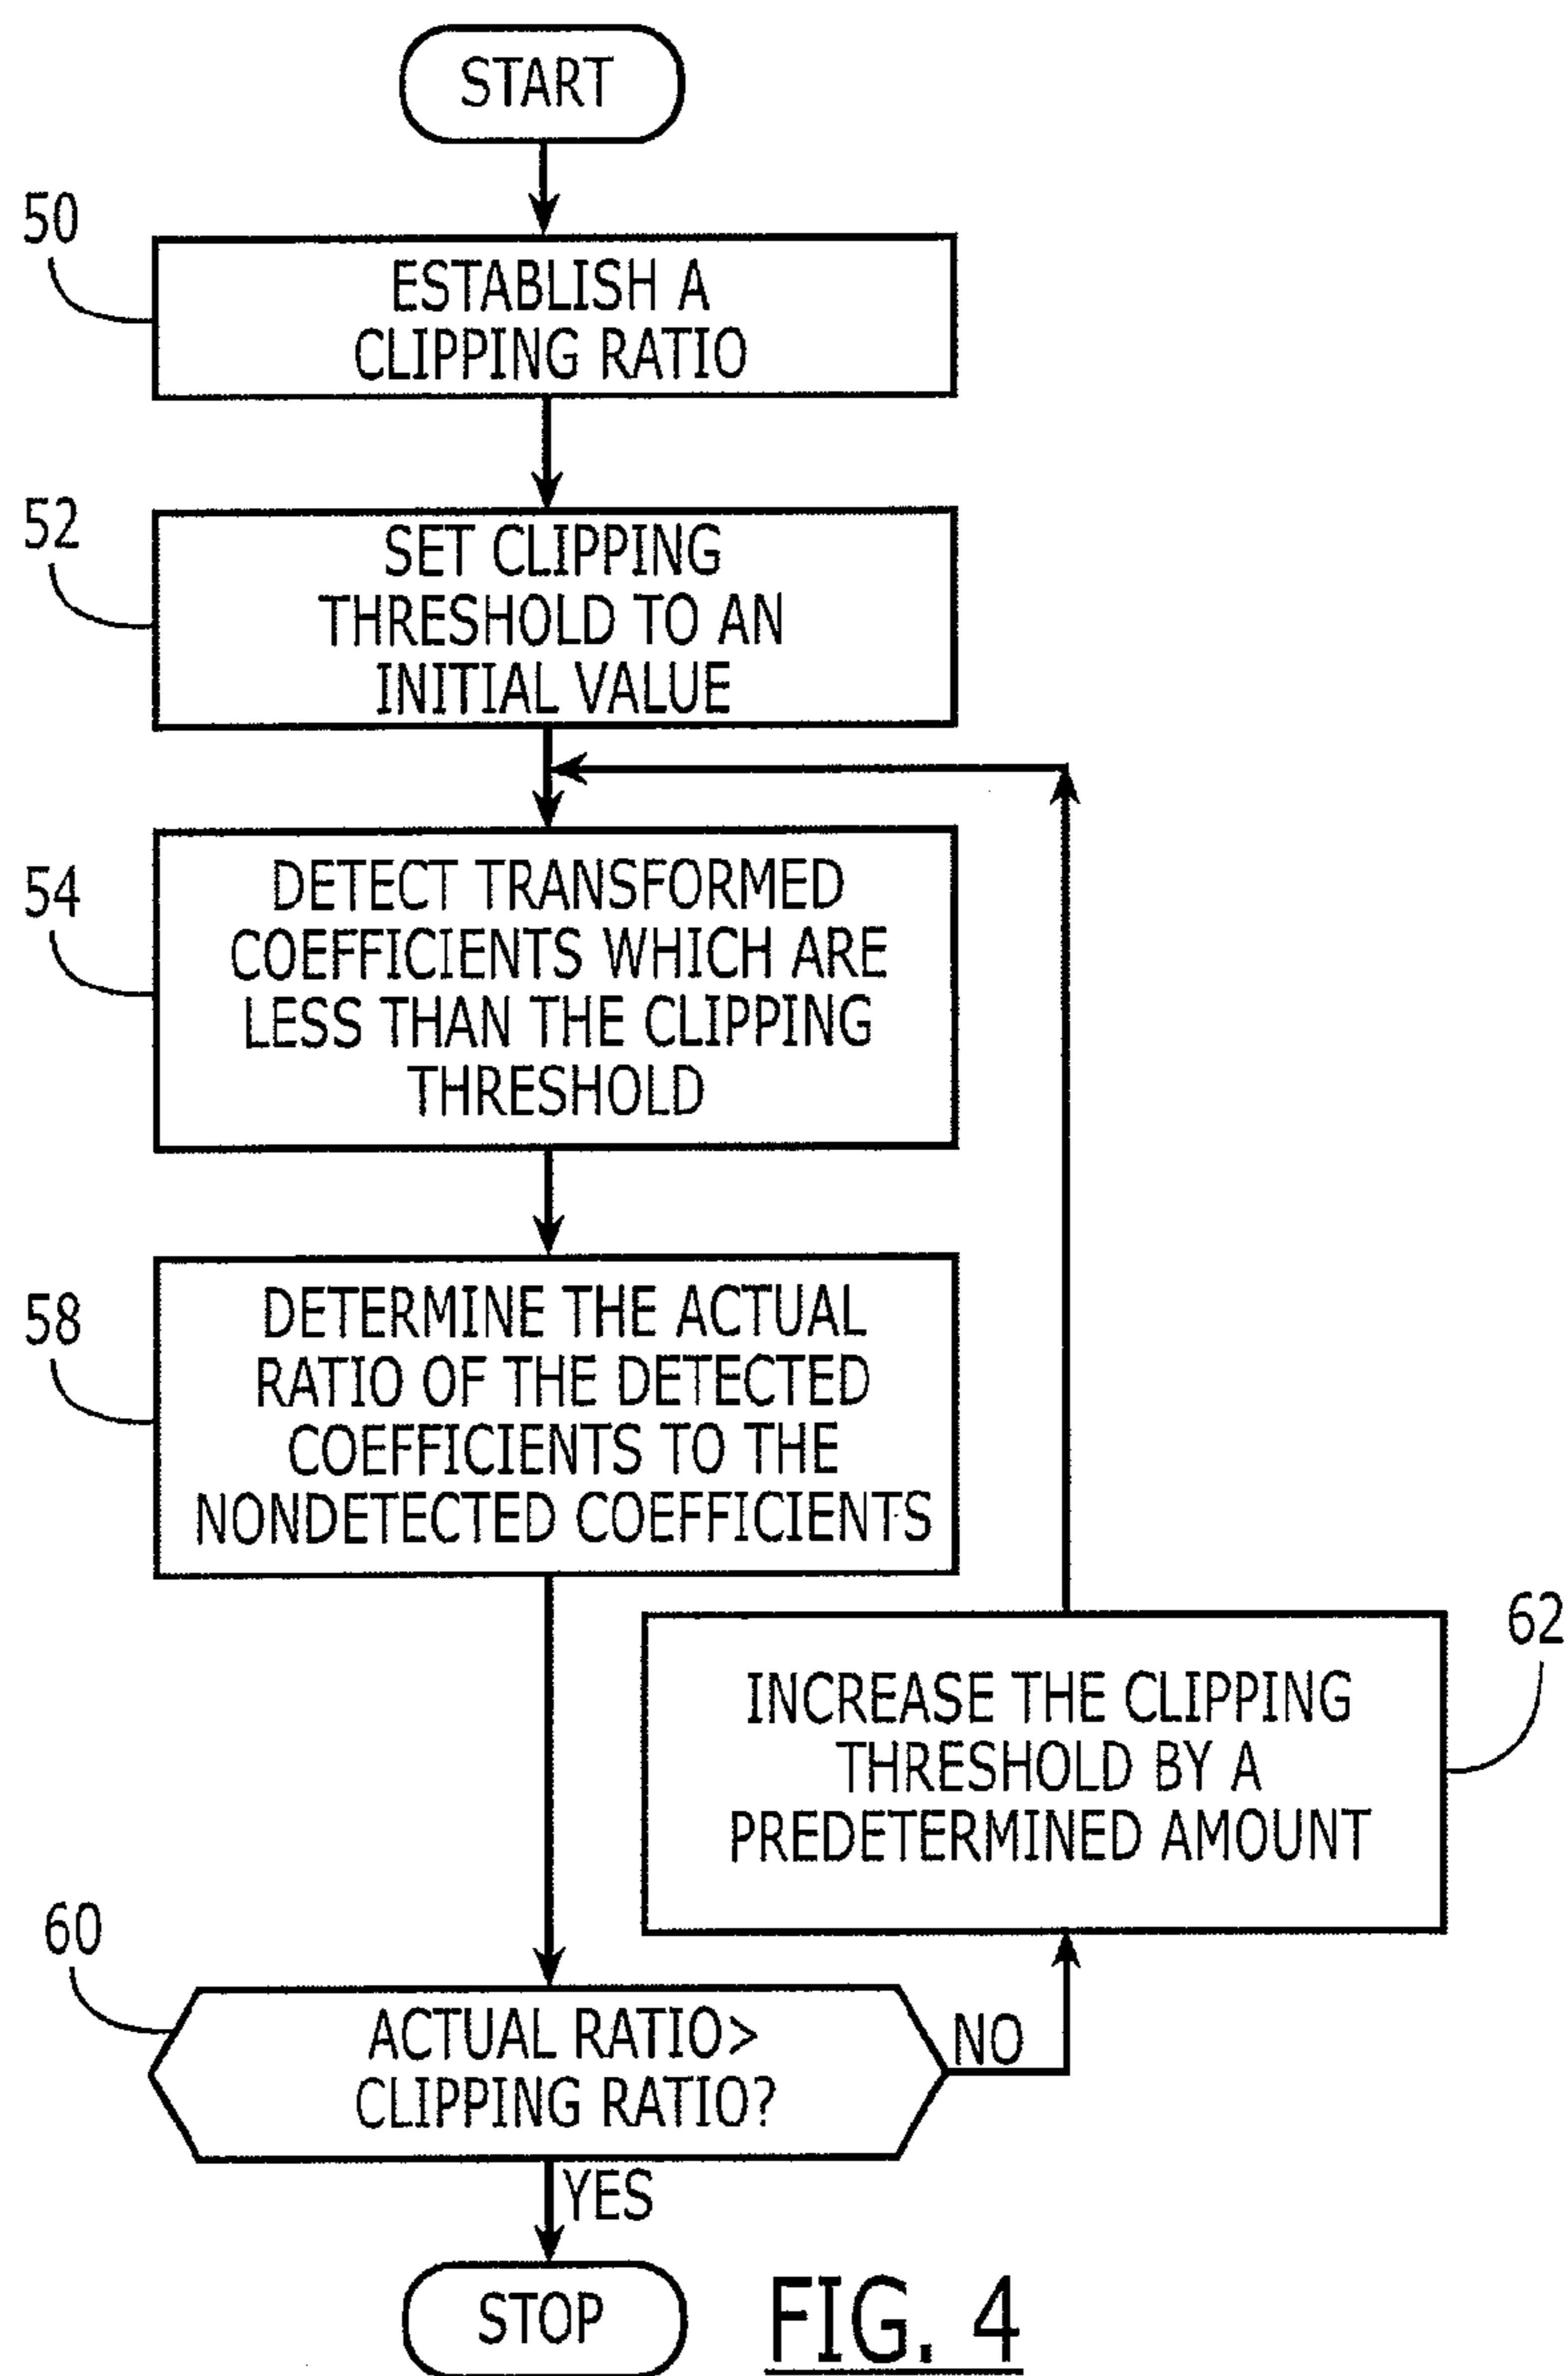 START
50
ESTABLISH A
CLIPPING RATIO
52
SET CLIPPING
THRESHOLD TO AN
INITIAL VALUE
54
DETECT TRANSFORMED
COEFFICIENTS WHICH ARE
LESS THAN THE CLIPPING
THRESHOLD
58
DETERMINE THE ACTUAL
RATIO OF THE DETECTED
COEFFICIENTS TO THE
NONDETECTED COEFFICIENTS
62
INCREASE THE CLIPPING
THRESHOLD BY A
PREDETERMINED AMOUNT
60
ACTUAL RATIO>
CLIPPING RATIO?
NO
YES
STOP
FIG. 4